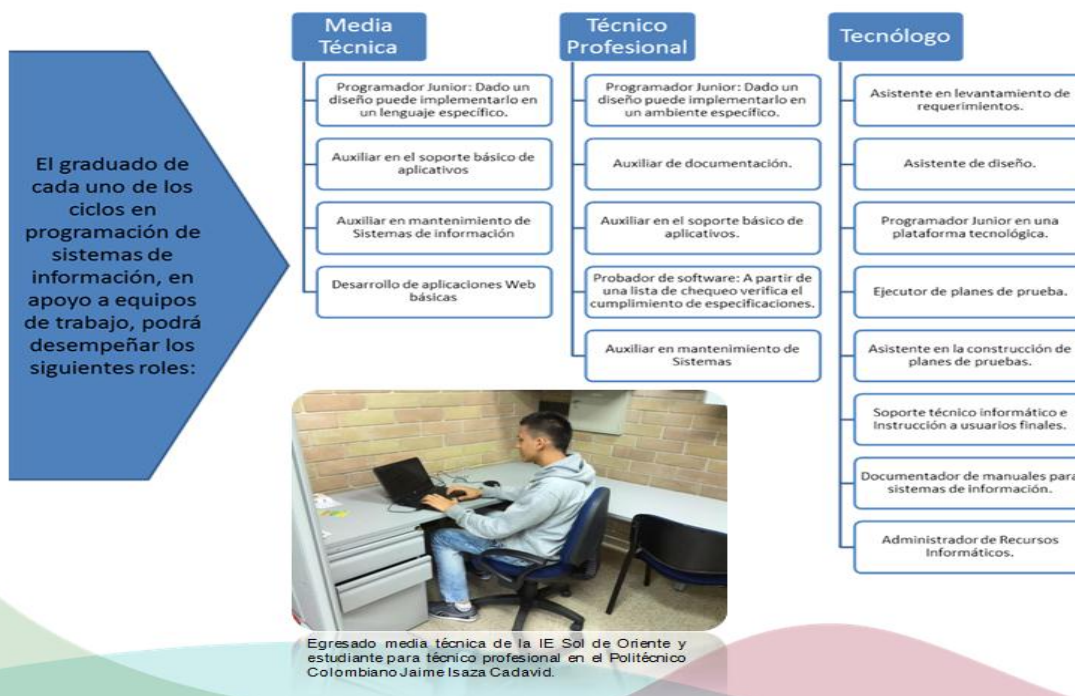 El graduado de
cada uno de los
ciclos en
programación de
sistemas de
información, en
apoyo a equipos
de trabajo, podrá
desempeñar los
siguientes roles:
Media
Técnica
Programador Junior: Dado un
diseño puede implementarlo en
un lenguaje específico.
Auxiliar en el soporte básico de
aplicativos
Auxiliar en mantenimiento de
Sistemas de información
Desarrollo de aplicaciones Web
básicas
Técnico
Profesional
Programador Junior: Dado un
diseño puede implementarlo en
un ambiente específico.
Auxiliar de documentación.
Auxiliar en el soporte básico de
aplicativos.
Probador de software: A partir de
una lista de chequeo verifica el
cumplimiento de especificaciones.
Auxiliar en mantenimiento de
Sistemas
Tecnólogo
Asistente en levantamiento de
requerimientos.
Asistente de diseño.
Programador Junior en una
plataforma tecnológica.
Ejecutor de planes de prueba.
Asistente en la construcción de
planes de pruebas.
Soporte técnico informático e
Instrucción a usuarios finales.
Documentador de manuales para
sistemas de información.
Administrador de Recursos
Informáticos.
Egresado media técnica de la IE Sol de Oriente y
estudiante para técnico profesional en el Politécnico
Colombiano Jaime Isaza Cadavid.